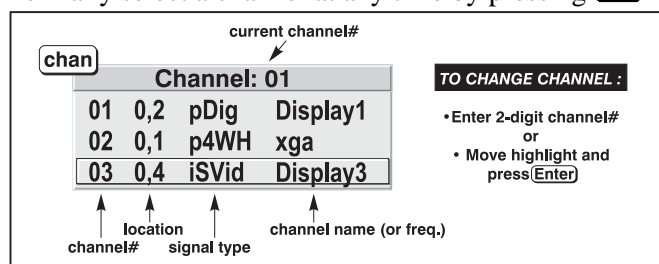 current channel#
chan
Channel: 01
01 0,2 pDig Display1
02 0,1 p4WH xga
03 0,4 iSVid Display3
channel#
location
signal type
channel name (or freq.)
TO CHANGE CHANNEL :
•Enter 2-digit channel#
or
• Move highlight and
press Enter